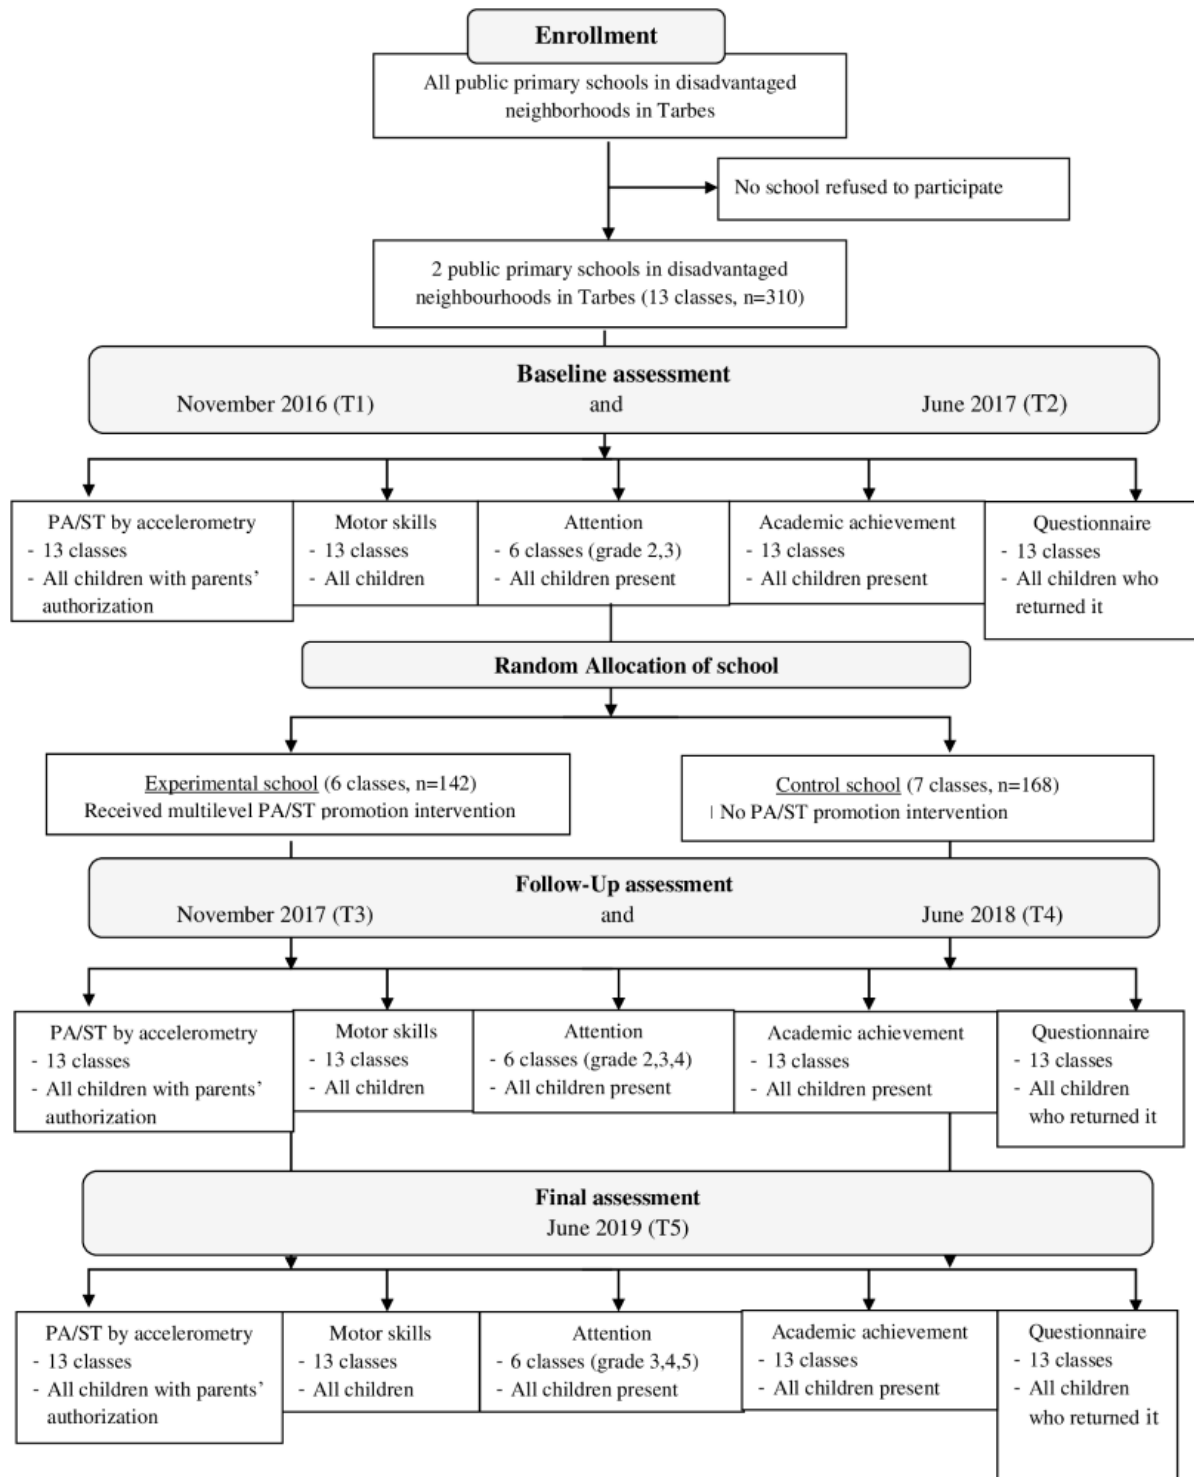 Enrollment
All public primary schools in disadvantaged
neighborhoods in Tarbes
No school refused to participate
2 public primary schools in disadvantaged
neighbourhoods in Tarbes (13 classes, n=310)
Baseline assessment
November 2016 (T1) and June 2017 (T2)
PA/ST by accelerometry
- 13 classes
- All children with parents’
authorization
Motor skills
- 13 classes
- All children
Attention
- 6 classes (grade 2,3)
- All children present
Academic achievement
- 13 classes
- All children present
Questionnaire
- 13 classes
- All children who
returned it
Random Allocation of school
Experimental school (6 classes, n=142)
Received multilevel PA/ST promotion intervention
Control school (7 classes, n=168)
No PA/ST promotion intervention
Follow-Up assessment
November 2017 (T3) and June 2018 (T4)
PA/ST by accelerometry
- 13 classes
- All children with parents’
authorization
Motor skills
- 13 classes
- All children
Attention
- 6 classes (grade 2,3,4)
- All children present
Academic achievement
- 13 classes
- All children present
Questionnaire
- 13 classes
- All children
who returned it
Final assessment
June 2019 (T5)
PA/ST by accelerometry
- 13 classes
- All children with parents’
authorization
Motor skills
- 13 classes
- All children
Attention
- 6 classes (grade 3,4,5)
- All children present
Academic achievement
- 13 classes
- All children present
Questionnaire
- 13 classes
- All children
who returned it